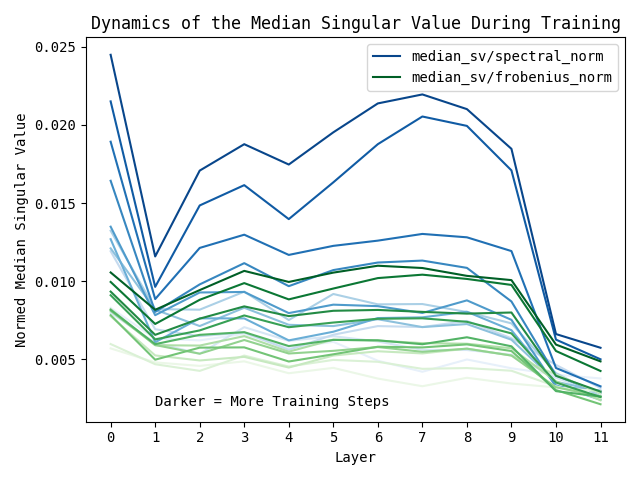 Dynamics of the Median Singular Value During Training
median_sv/spectral_norm
median_sv/frobenius_norm
0.025
0.020
0.015
0.010
0.005
Normed Median Singular Value
Darker = More Training Steps
0 1 2 3 4 5 6 7 8 9 10 11
Layer